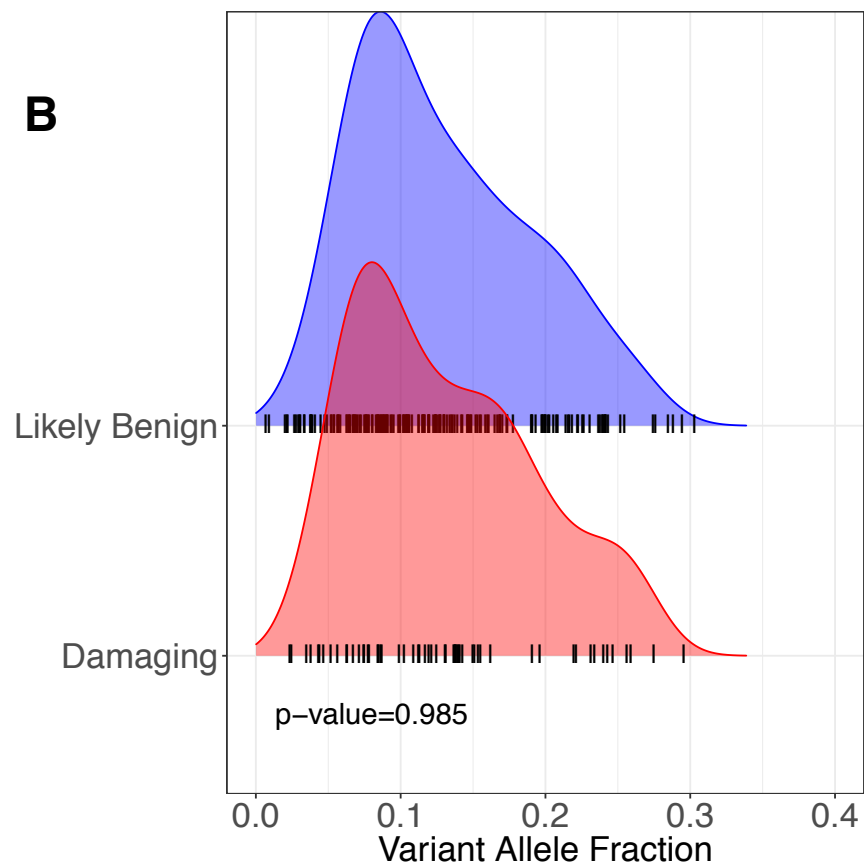 B
Likely Benign
Damaging
p−value=0.985
0.0 0.1 0.2 0.3 0.4
Variant Allele Fraction